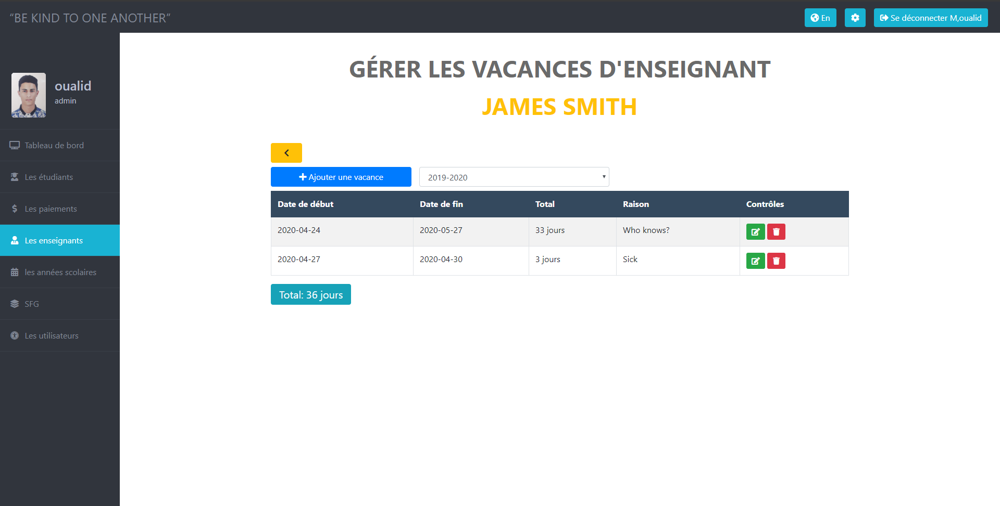 “BE KIND TO ONE ANOTHER”
En
Se déconnecter M,oualid
oualid
admin
Tableau de bord
Les étudiants
Les paiements
Les enseignants
les années scolaires
SFG
Les utilisateurs
GÉRER LES VACANCES D'ENSEIGNANT
JAMES SMITH
Ajouter une vacance
2019-2020
Date de début Date de fin Total Raison Contrôles
2020-04-24 2020-05-27 33 jours Who knows?
2020-04-27 2020-04-30 3 jours Sick
Total: 36 jours